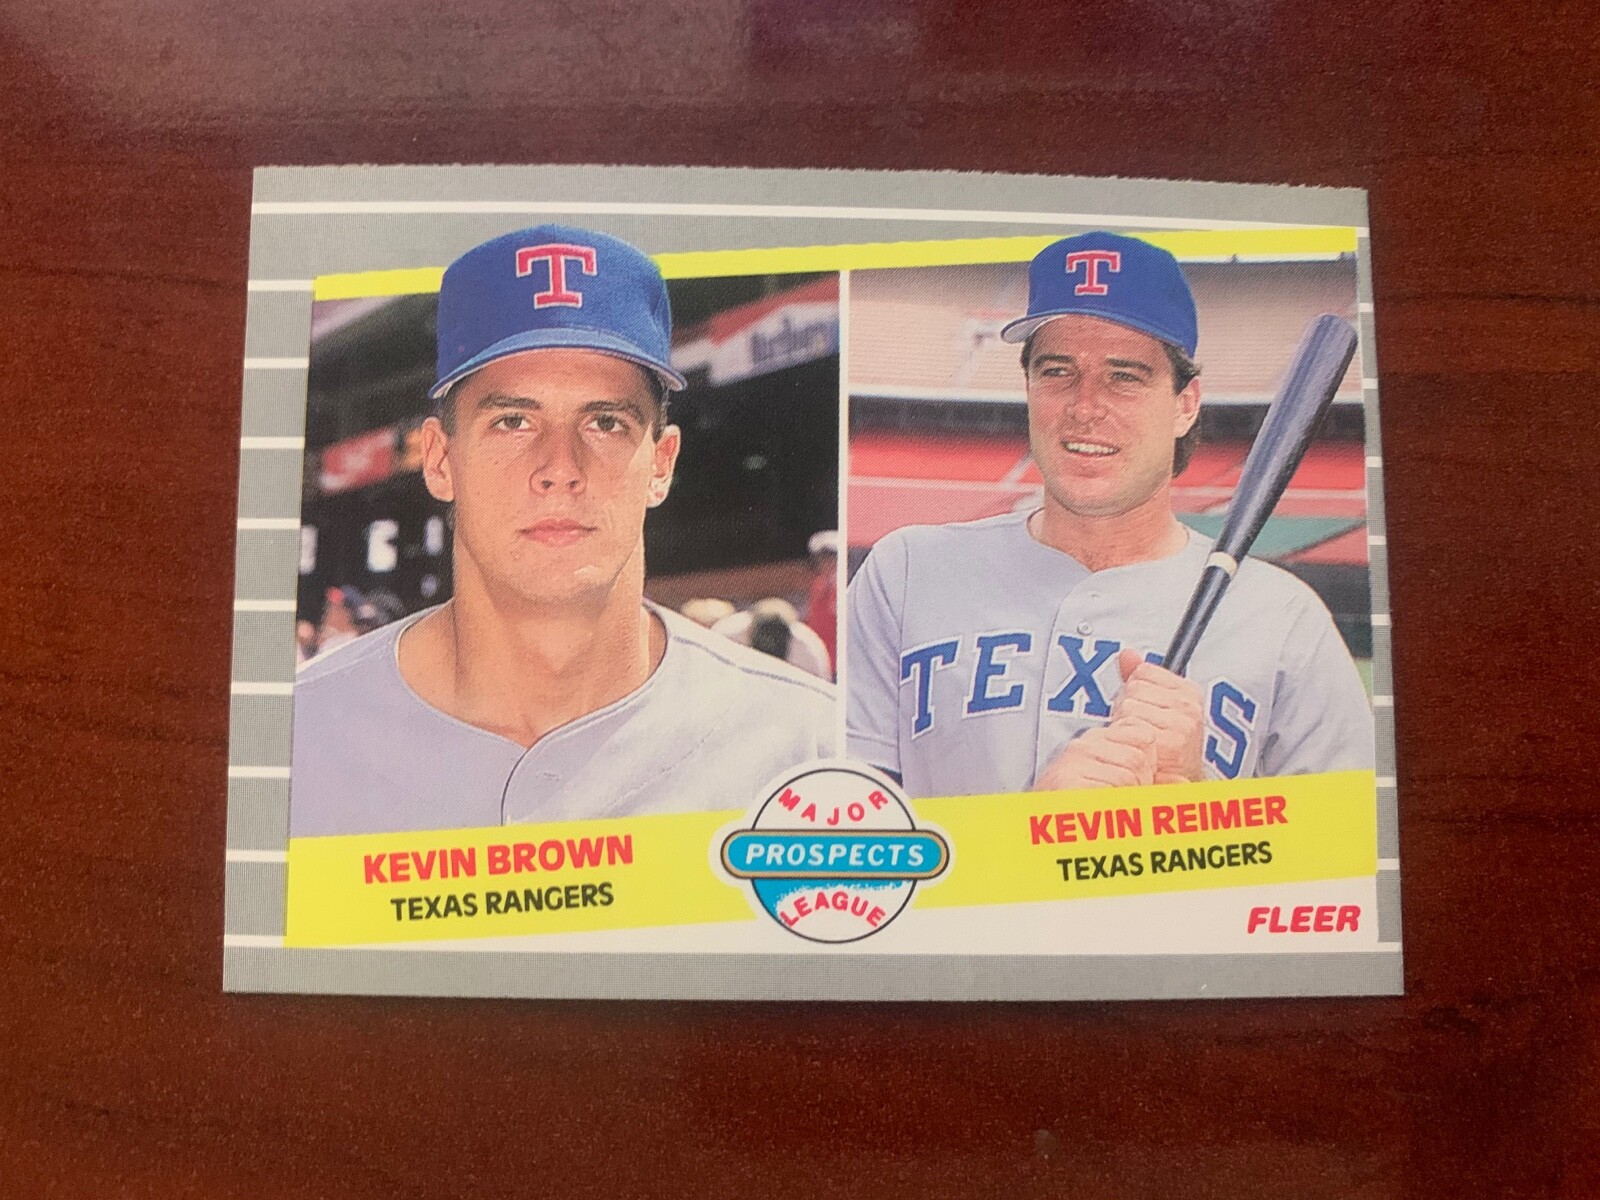 T
T
TEXAS
KEVIN BROWN
TEXAS RANGERS
MAJOR
PROSPECTS
LEAGUE
KEVIN REIMER
TEXAS RANGERS
FLEER